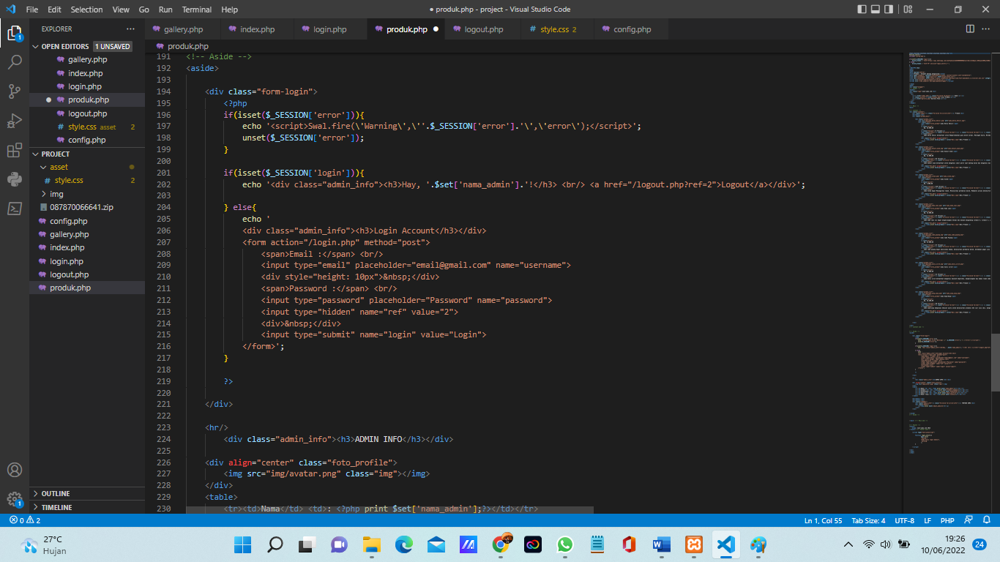 File Edit Selection View Go Run Terminal Help
● produk.php - project - Visual Studio Code
EXPLORER
gallery.php index.php login.php produk.php logout.php style.css 2 config.php
OPEN EDITORS 1 UNSAVED
gallery.php
index.php
login.php
produk.php
logout.php
style.css asset 2
config.php
PROJECT
asset
style.css 2
img
087870066641.zip
config.php
gallery.php
index.php
login.php
logout.php
produk.php
OUTLINE
TIMELINE
1
1
produk.php
191 <!-- Aside -->
192 <aside>
193
194 <div class="form-login">
195 <?php
196 if(isset($_SESSION['error'])){
197 echo '<script>Swal.fire(\'Warning\',\''.$_SESSION['error'].'\',\'error\');</script>';
198 unset($_SESSION['error']);
199 }
200
201 if(isset($_SESSION['login'])){
202 echo '<div class="admin_info"><h3>Hay, '.$set['nama_admin'].'!</h3> <br/> <a href="/logout.php?ref=2">Logout</a></div>';
203
204 } else{
205 echo '
206 <div class="admin_info"><h3>Login Account</h3></div>
207 <form action="/login.php" method="post">
208 <span>Email :</span> <br/>
209 <input type="email" placeholder="email@gmail.com" name="username">
210 <div style="height: 10px">&nbsp;</div>
211 <span>Password :</span> <br/>
212 <input type="password" placeholder="Password" name="password">
213 <input type="hidden" name="ref" value="2">
214 <div>&nbsp;</div>
215 <input type="submit" name="login" value="Login">
216 </form>';
217 }
218
219 ?>
220
221 </div>
222
223 <hr/>
224 <div class="admin_info"><h3>ADMIN INFO</h3></div>
225
226 <div align="center" class="foto_profile">
227 <img src="img/avatar.png" class="img"></img>
228 </div>
229 <table>
230 <tr><td>Nama</td> <td>: <?php print $set['nama_admin'];?></td></tr>
0 2
Ln 1, Col 55 Tab Size: 4 UTF-8 LF PHP
27°C
Hujan
19:26
10/06/2022
24